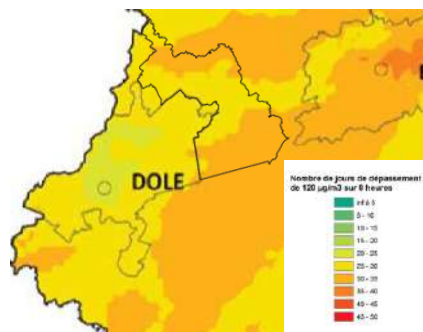 DOLE
Nombre de jours de dépassement
de 120 µg/m3 sur 8 heures
inf à 5
5 - 10
10 - 15
15 - 20
20 - 25
25 - 30
30 - 35
35 - 40
40 - 45
45 - 50